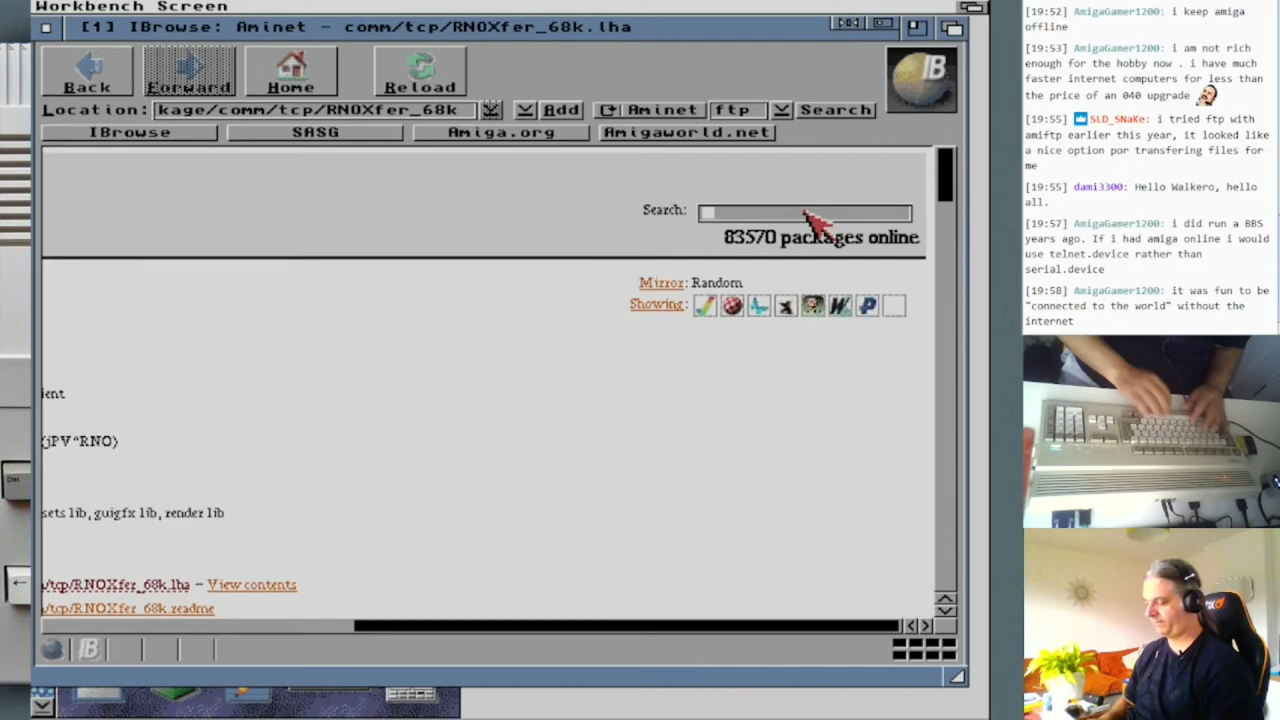 Workbench Screen
[1] IBrowse: Aminet - comm/tcp/RNOXfer_68k.lha
Back
Forward
Home
Reload
IB
Location: kage/comm/tcp/RNOXfer_68k
Add
Aminet
ftp
Search
IBrowse
SASG
Amiga.org
Amigaworld.net
Search:
83570 packages online
Mirror: Random
Showing:
ient
(jPV^RNO)
sets lib, guigfx lib, render lib
/tcp/RNOXfer_68k.lha - View contents
/tcp/RNOXfer_68k.readme
IB
Del
[19:52] AmigaGamer1200: i keep amiga
offline
[19:53] AmigaGamer1200: i am not rich
enough for the hobby now . i have much
faster internet computers for less than
the price of an 040 upgrade
[19:55] SLD_SNaKe: i tried ftp with
amiftp earlier this year, it looked like
a nice option por transfering files for
me
[19:55] dami3300: Hello Walkero, hello
all.
[19:57] AmigaGamer1200: i did run a BBS
years ago. If i had amiga online i would
use telnet.device rather than
serial.device
[19:58] AmigaGamer1200: it was fun to be
"connected to the world" without the
internet